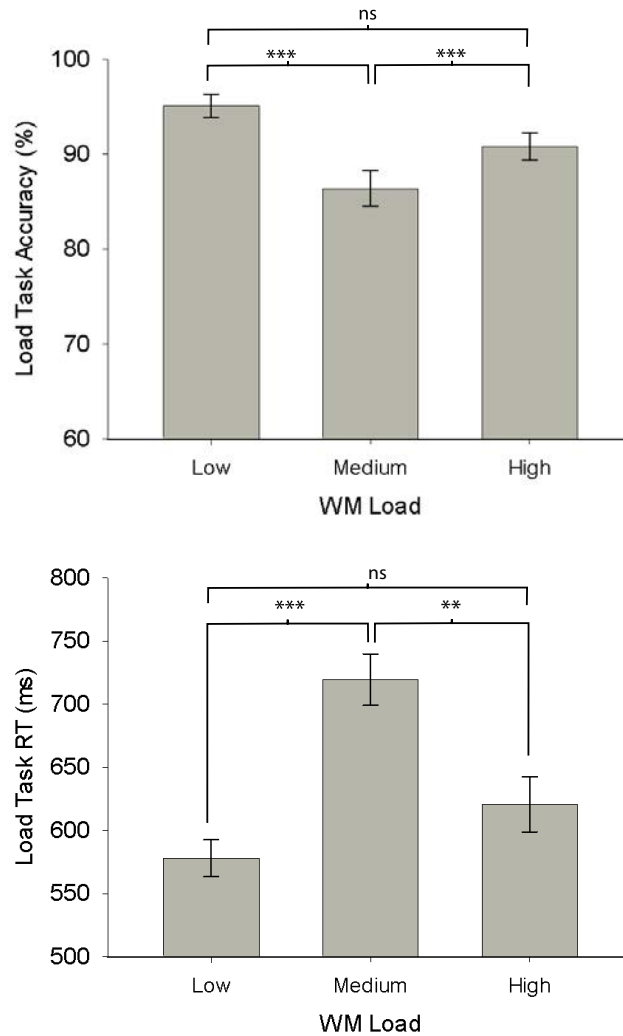 ns
*** ***
100
90
80
70
60
Load Task Accuracy (%)
Low Medium High
WM Load
ns
*** **
800
750
700
650
600
550
500
Load Task RT (ms)
Low Medium High
WM Load